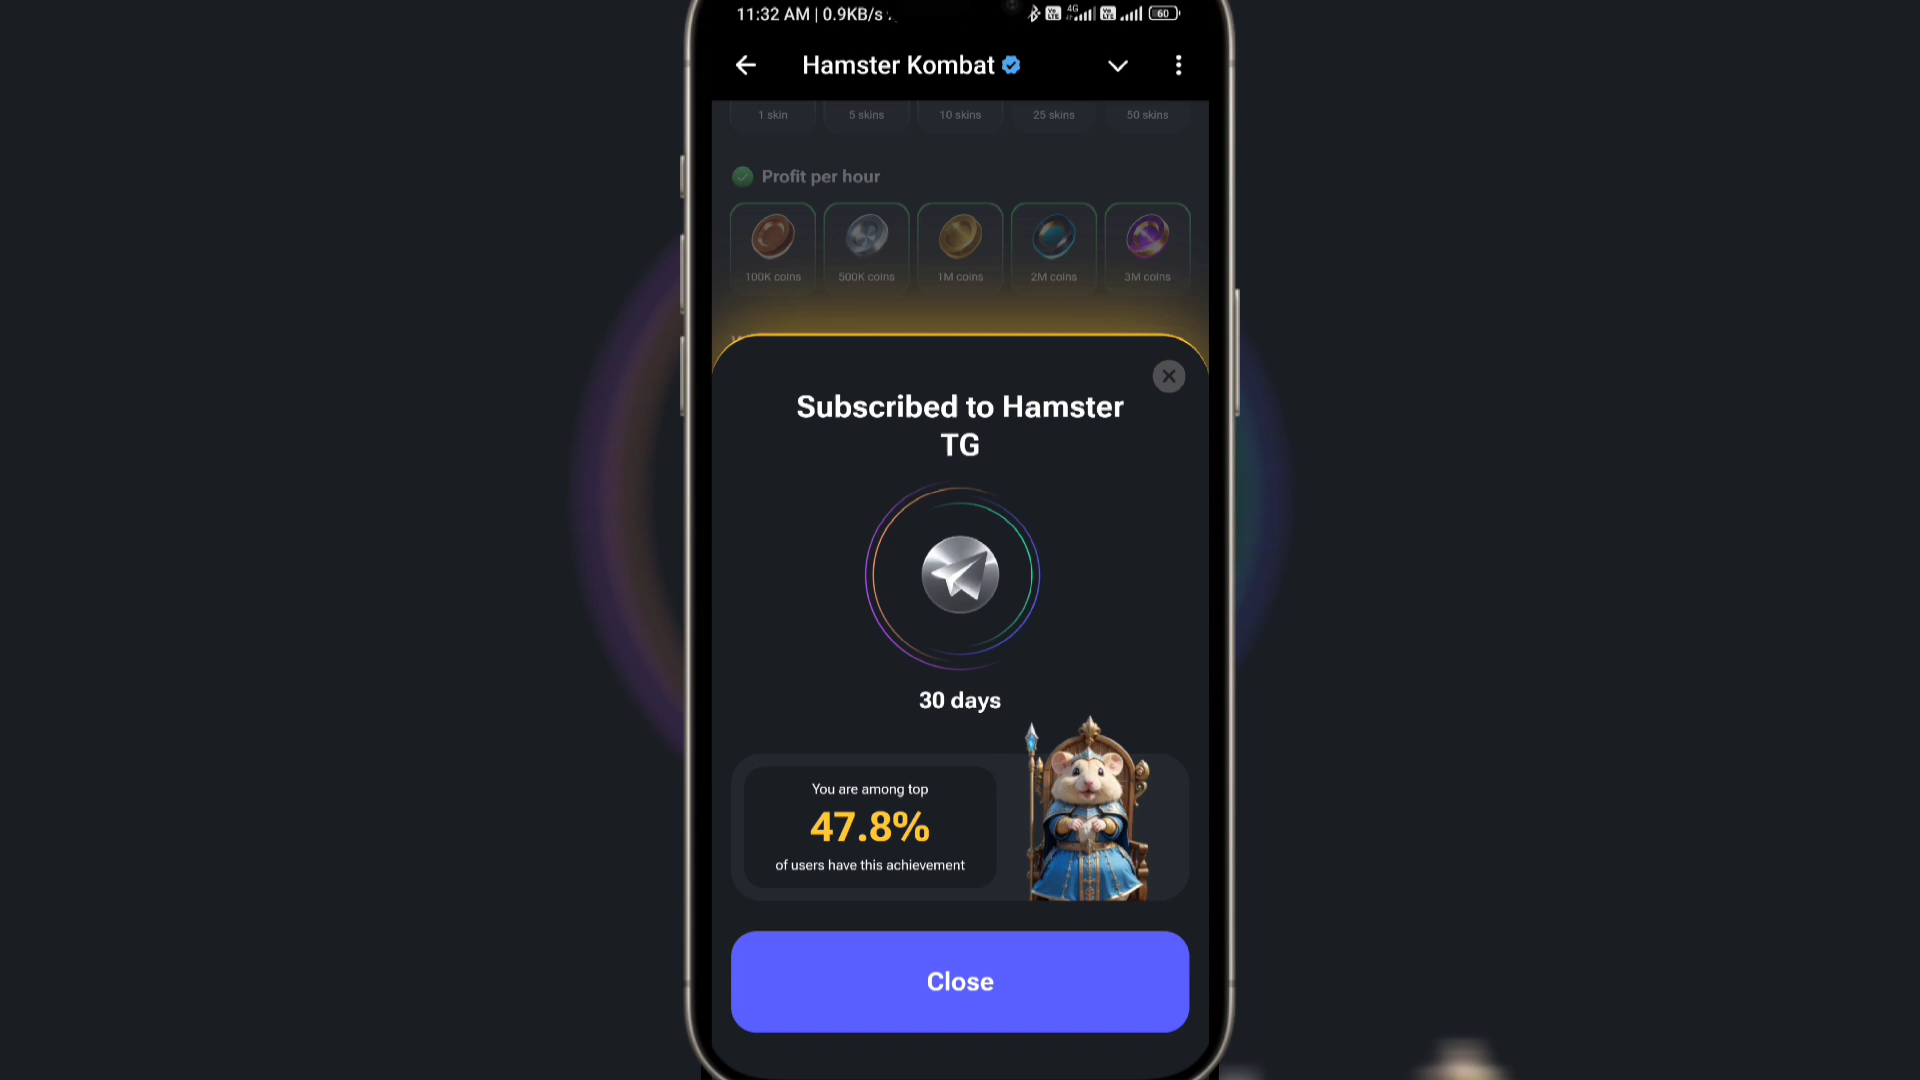 11:32 AM | 0.9KB/s
4G
60
Hamster Kombat
1 skin
5 skins
10 skins
25 skins
50 skins
Profit per hour
100K coins
500K coins
1M coins
2M coins
3M coins
Subscribed to Hamster
TG
30 days
You are among top
47.8%
of users have this achievement
Close